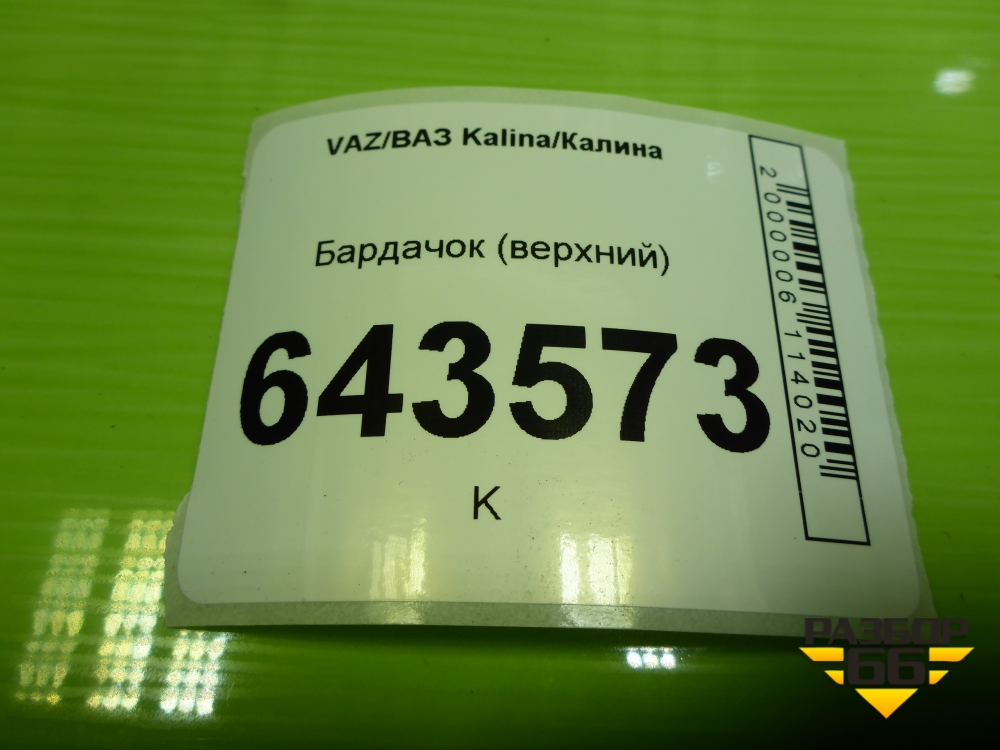 VAZ/ВАЗ Kalina/Калина
Бардачок (верхний)
643573
К
2000006114020
РАЗБОР
66